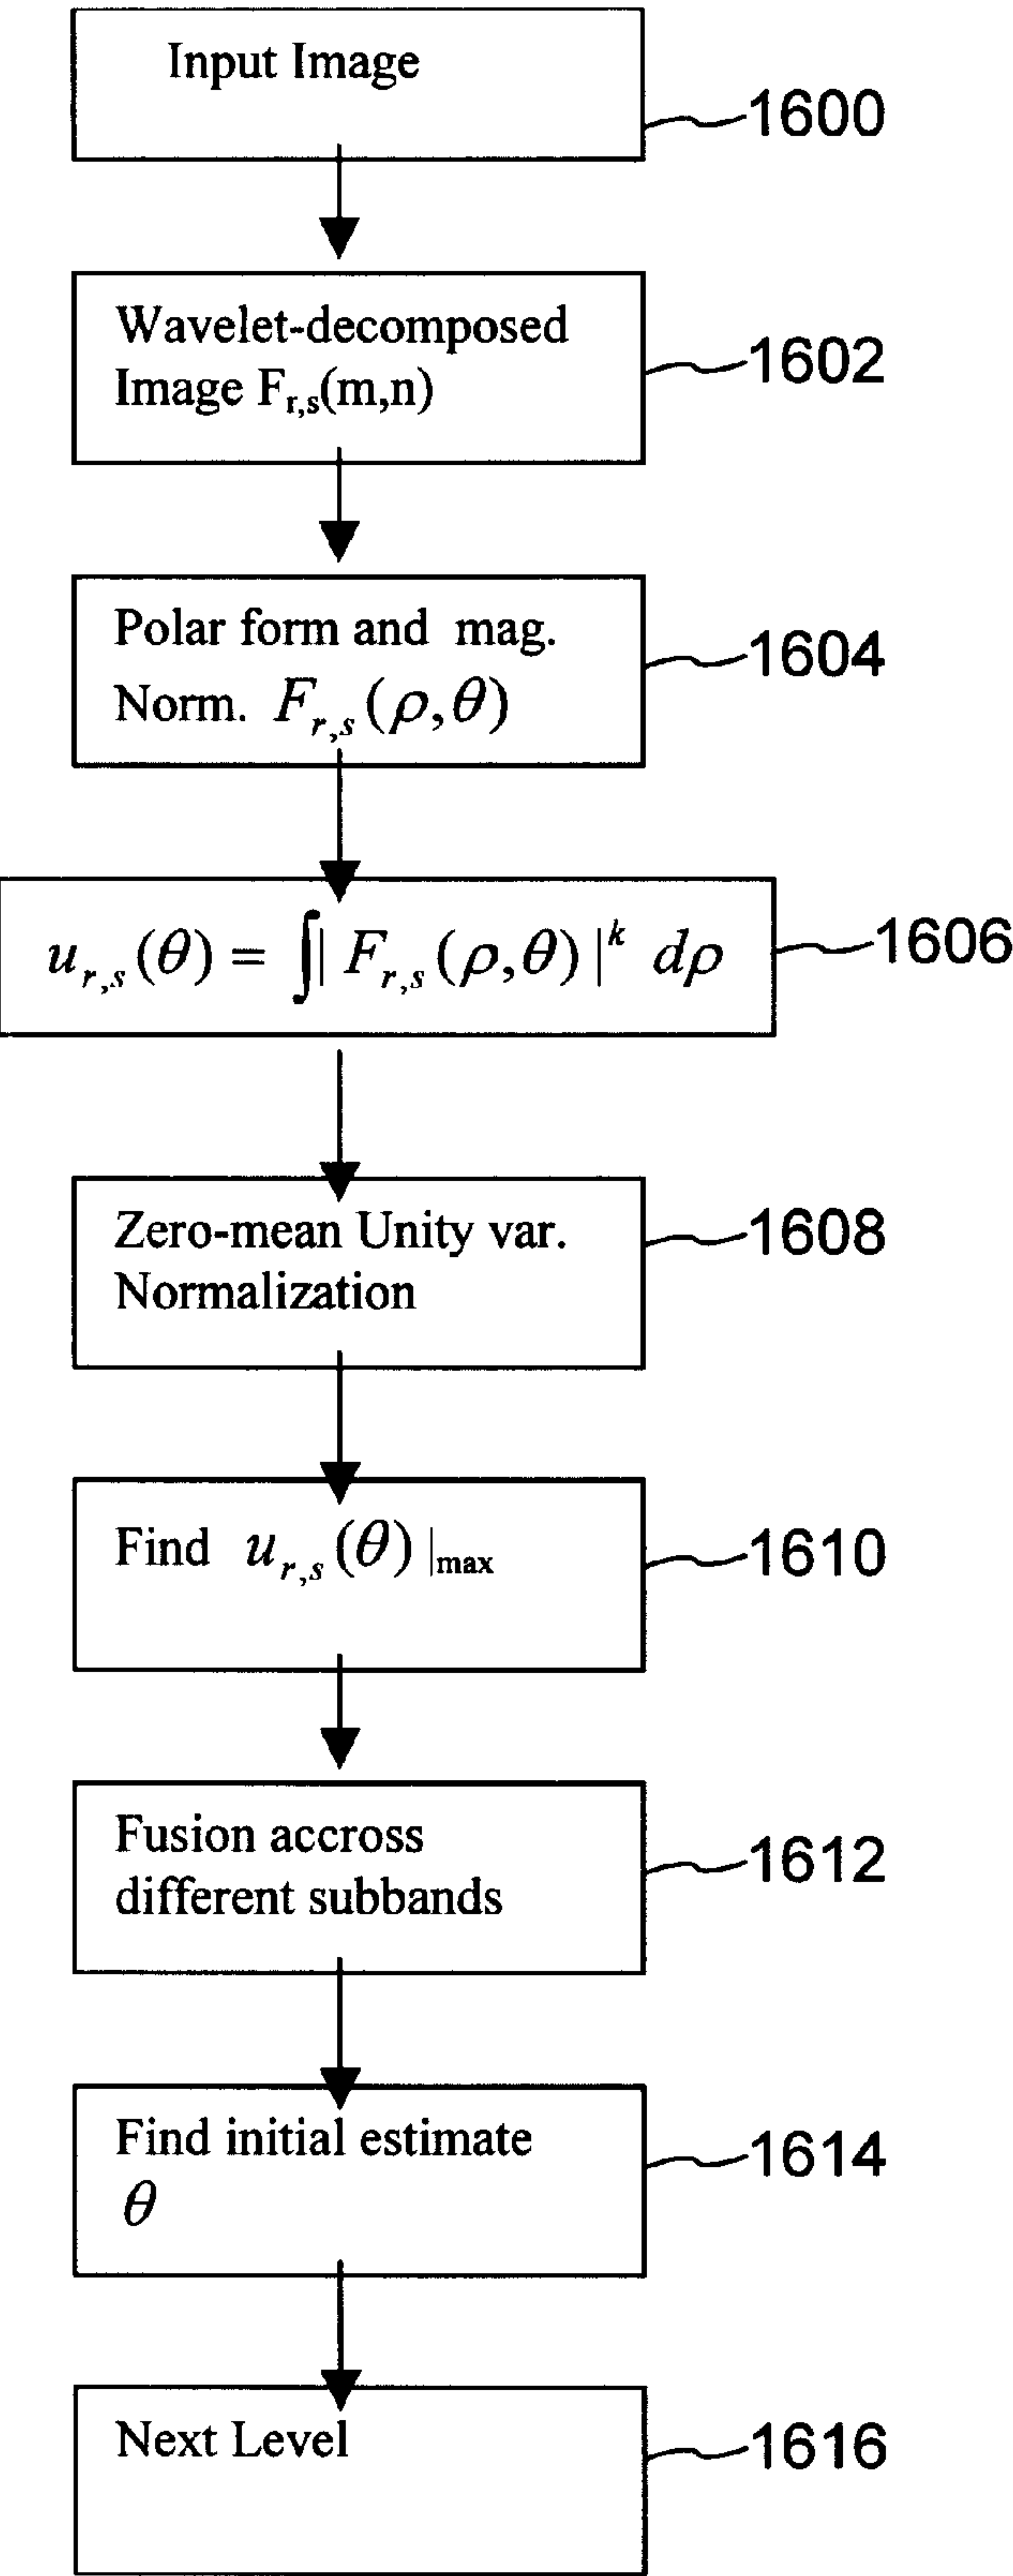 Input Image
1600
Wavelet-decomposed
Image F_{r,s}(m,n)
1602
Polar form and mag.
Norm. F_{r,s}(ρ,θ)
1604
u_{r,s}(θ) = ∫| F_{r,s}(ρ,θ) |^k dρ
1606
Zero-mean Unity var.
Normalization
1608
Find u_{r,s}(θ) |_{max}
1610
Fusion accross
different subbands
1612
Find initial estimate
θ
1614
Next Level
1616